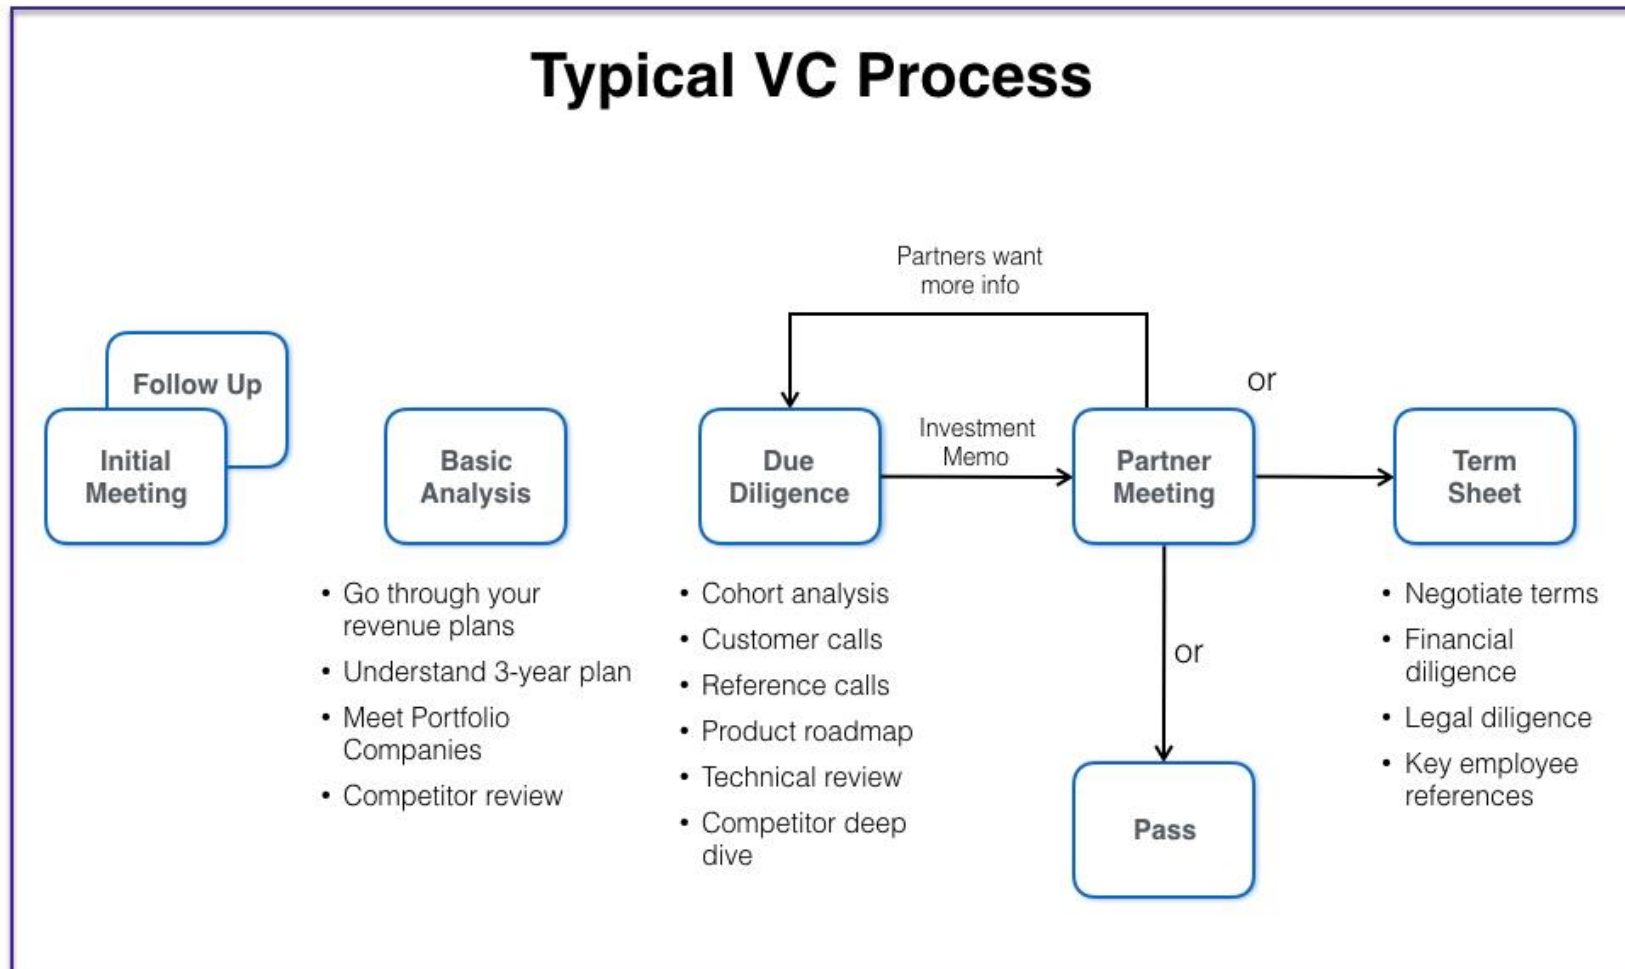 Typical VC Process
Partners want
more info
Follow Up
or
Initial
Meeting
Basic
Analysis
Due
Diligence
Investment
Memo
Partner
Meeting
Term
Sheet
• Go through your
revenue plans
• Understand 3-year plan
• Meet Portfolio
Companies
• Competitor review
• Cohort analysis
• Customer calls
• Reference calls
• Product roadmap
• Technical review
• Competitor deep
dive
or
Pass
• Negotiate terms
• Financial
diligence
• Legal diligence
• Key employee
references